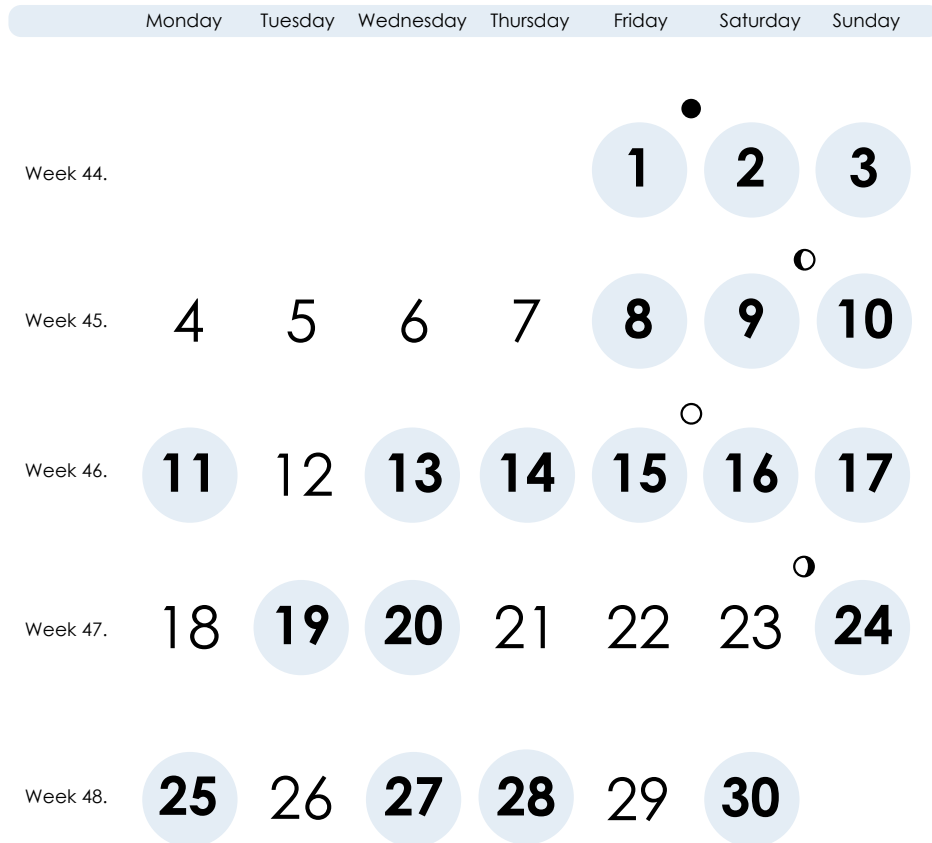 Monday Tuesday Wednesday Thursday Friday Saturday Sunday
Week 44. 1 2 3
Week 45. 4 5 6 7 8 9 10
Week 46. 11 12 13 14 15 16 17
Week 47. 18 19 20 21 22 23 24
Week 48. 25 26 27 28 29 30